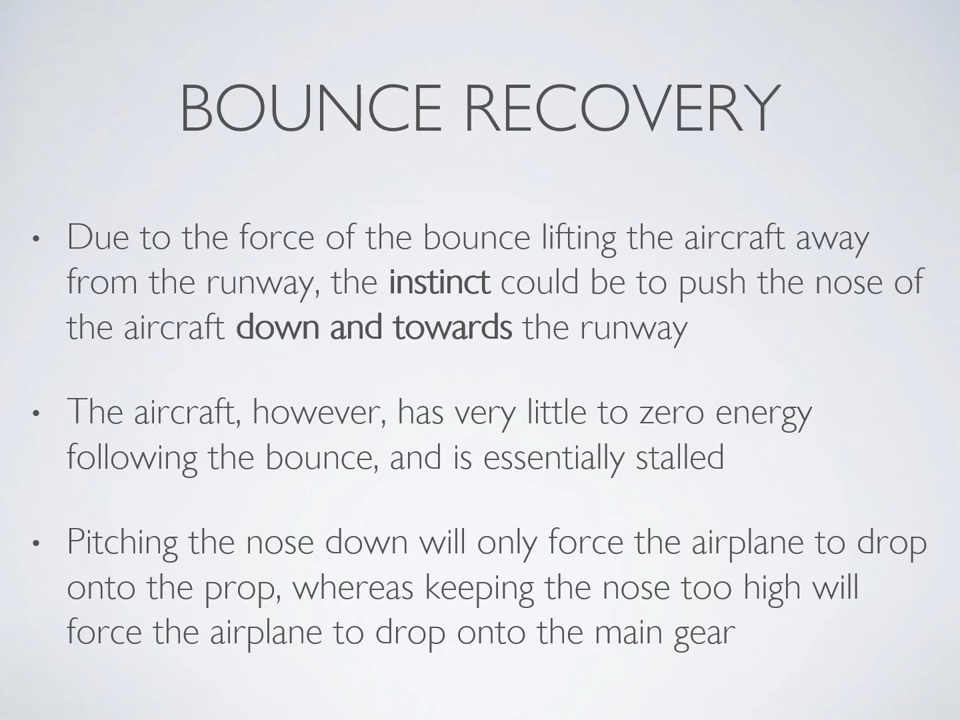 BOUNCE RECOVERY
• Due to the force of the bounce lifting the aircraft away
from the runway, the instinct could be to push the nose of
the aircraft down and towards the runway
• The aircraft, however, has very little to zero energy
following the bounce, and is essentially stalled
• Pitching the nose down will only force the airplane to drop
onto the prop, whereas keeping the nose too high will
force the airplane to drop onto the main gear